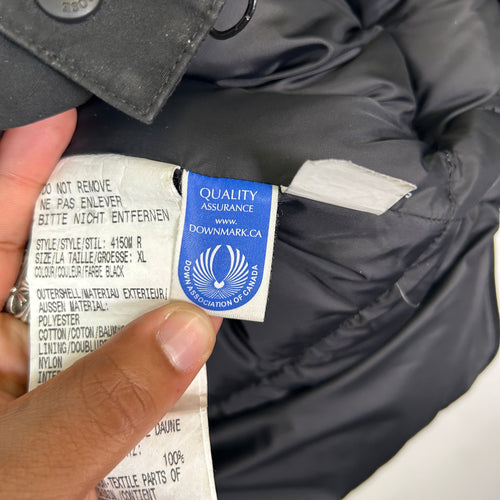 DO NOT REMOVE
NE PAS ENLEVER
BITTE NICHT ENTFERNEN
STYLE/STYLE/STIL: 4150M R
SIZE/LA TAILLE/GROESSE: XL
COLOUR/COULEUR/FARBE BLACK
OUTERSHELL/MATERIAU EXTERIEUR/
AUSSEN MATERIAL:
POLYESTER
COTTON/COTON/
LINING/
NYLON
DAUNE
100%
PARTS OF
CONTIENT
QUALITY
ASSURANCE
www.
DOWNMARK.CA
DOWN ASSOCIATION OF CANADA